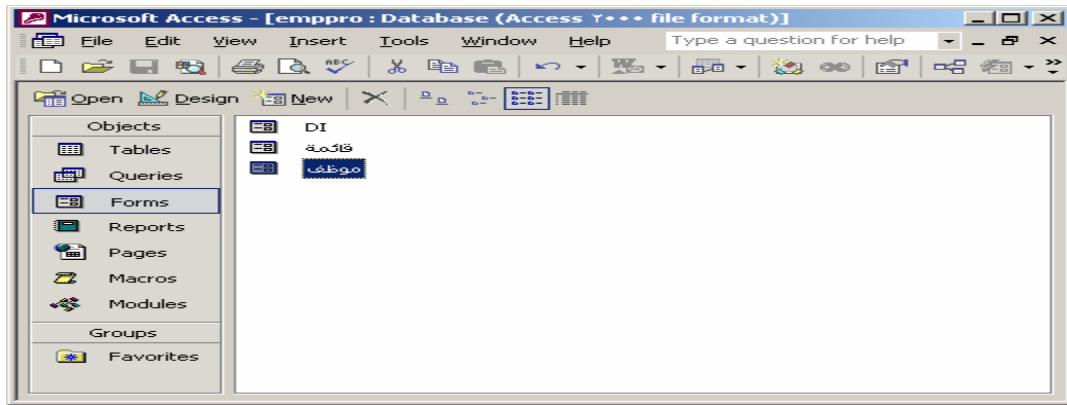 Microsoft Access - [emppro : Database (Access ٢٠٠٠ file format)]
File Edit View Insert Tools Window Help Type a question for help
Open Design New
Objects
Tables
Queries
Forms
Reports
Pages
Macros
Modules
Groups
Favorites
DI
قائمة
موظف